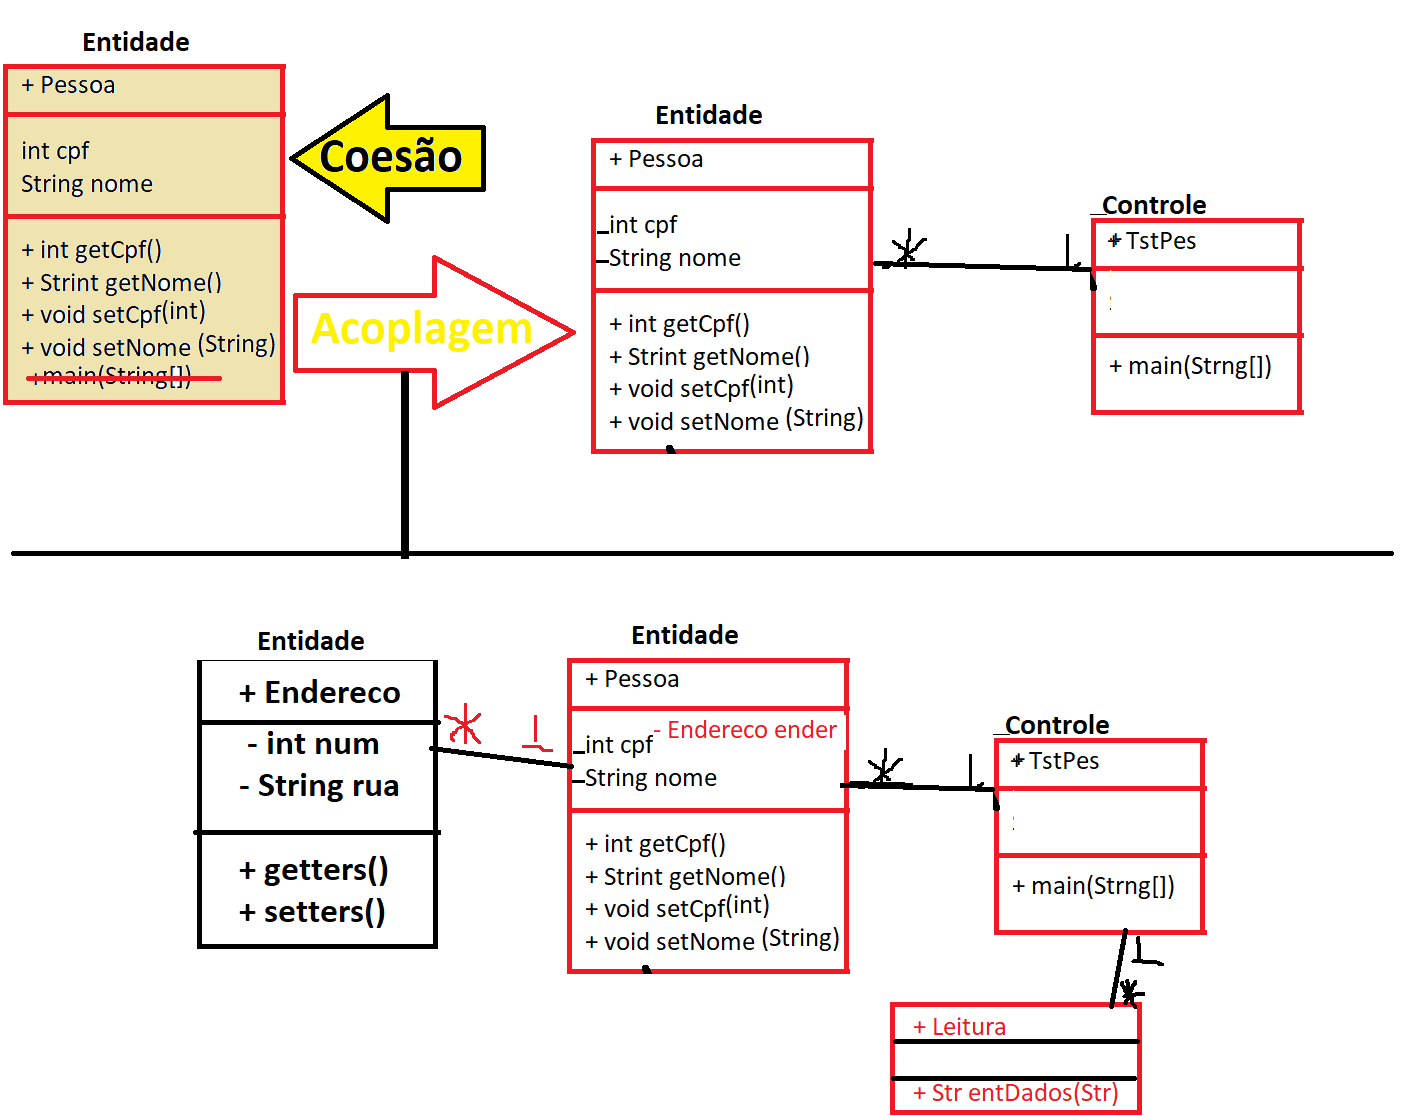 Entidade
+ Pessoa
int cpf
String nome
+ int getCpf()
+ Strint getNome()
+ void setCpf(int)
+ void setNome (String)
+main(String[])
Coesão
Acoplagem
Entidade
+ Pessoa
-int cpf
-String nome
+ int getCpf()
+ Strint getNome()
+ void setCpf(int)
+ void setNome (String)
* 1
_Controle
+ TstPes
+ main(Strng[])
Entidade
+ Endereco
- int num
- String rua
+ getters()
+ setters()
* 1
Entidade
+ Pessoa
- Endereco ender
-int cpf
-String nome
+ int getCpf()
+ Strint getNome()
+ void setCpf(int)
+ void setNome (String)
* 1
_Controle
+ TstPes
+ main(Strng[])
1
*
+ Leitura
+ Str entDados(Str)